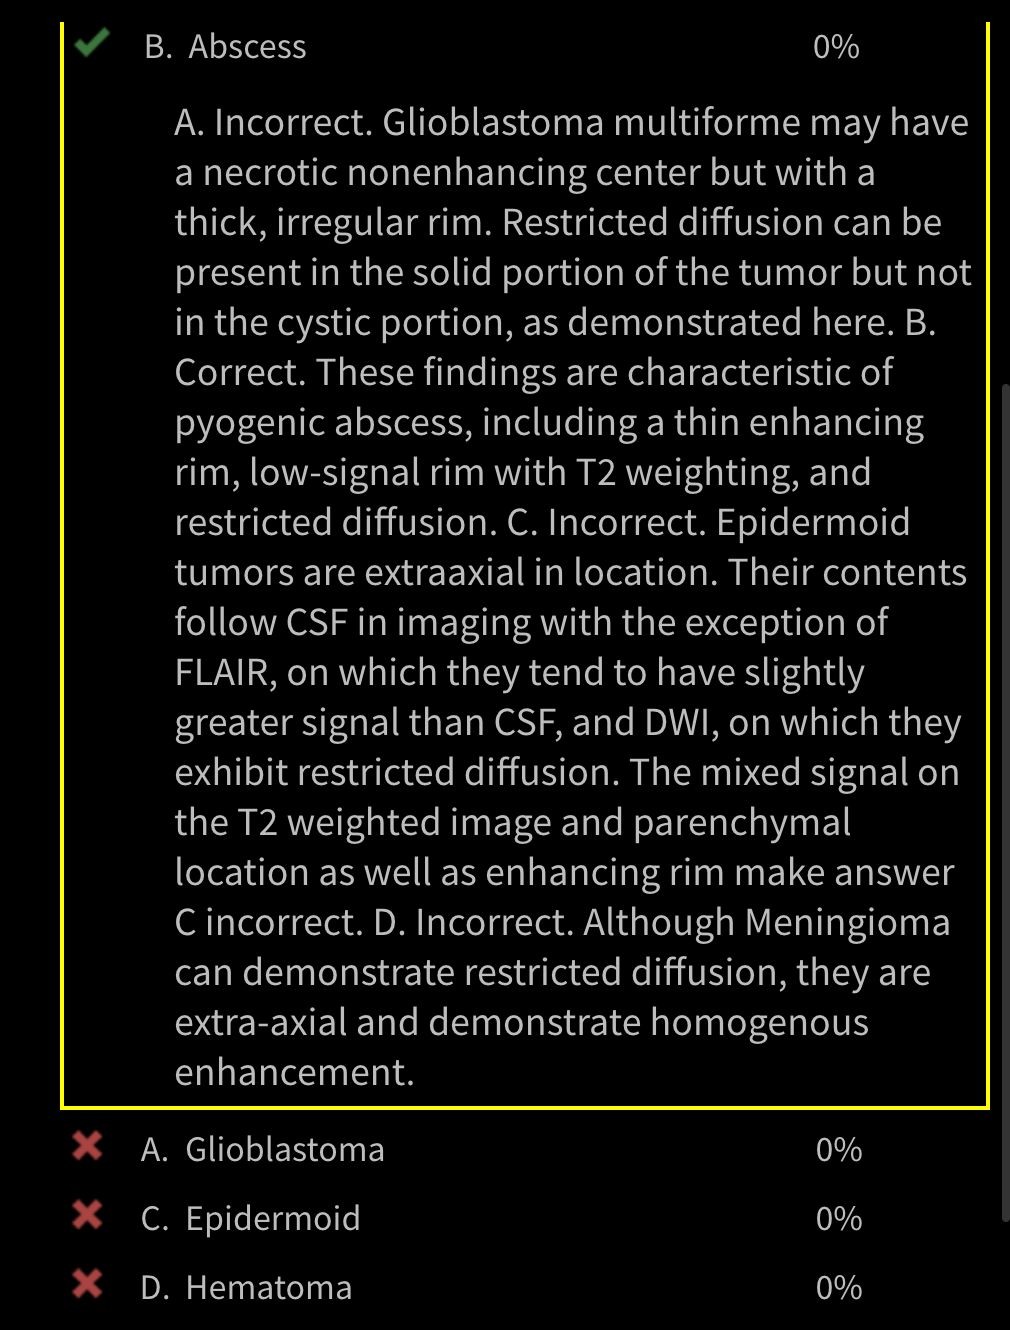 B. Abscess 0%
A. Incorrect. Glioblastoma multiforme may have
a necrotic nonenhancing center but with a
thick, irregular rim. Restricted diffusion can be
present in the solid portion of the tumor but not
in the cystic portion, as demonstrated here. B.
Correct. These findings are characteristic of
pyogenic abscess, including a thin enhancing
rim, low-signal rim with T2 weighting, and
restricted diffusion. C. Incorrect. Epidermoid
tumors are extraaxial in location. Their contents
follow CSF in imaging with the exception of
FLAIR, on which they tend to have slightly
greater signal than CSF, and DWI, on which they
exhibit restricted diffusion. The mixed signal on
the T2 weighted image and parenchymal
location as well as enhancing rim make answer
C incorrect. D. Incorrect. Although Meningioma
can demonstrate restricted diffusion, they are
extra-axial and demonstrate homogenous
enhancement.
A. Glioblastoma 0%
C. Epidermoid 0%
D. Hematoma 0%